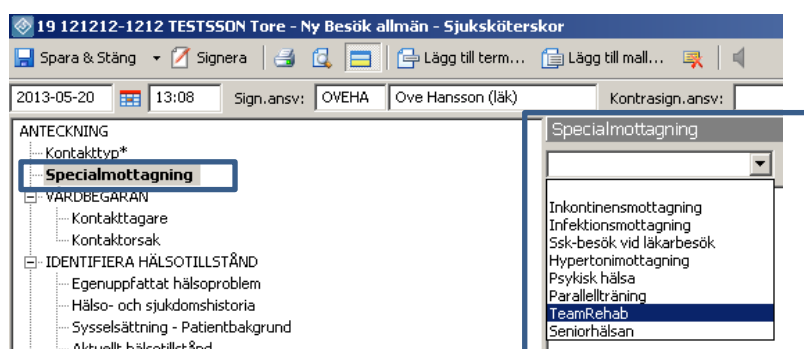 19 121212-1212 TESTSSON Tore - Ny Besök allmän - Sjuksköterskor
Spara & Stäng Signera Lägg till term... Lägg till mall...
2013-05-20 13:08 Sign.ansv: OVEHA Ove Hansson (läk) Kontrasign.ansv:
ANTECKNING
Kontakttyp*
Specialmottagning
VÅRDBEGÄRAN
Kontakttagare
Kontaktorsak
IDENTIFIERA HÄLSOTILLSTÅND
Egenuppfattat hälsoproblem
Hälso- och sjukdomshistoria
Sysselsättning - Patientbakgrund
Aktuellt hälsotillstånd
Specialmottagning
Inkontinensmottagning
Infektionsmottagning
Ssk-besök vid läkarbesök
Hypertonimottagning
Psykisk hälsa
Parallellträning
TeamRehab
Seniorhälsan